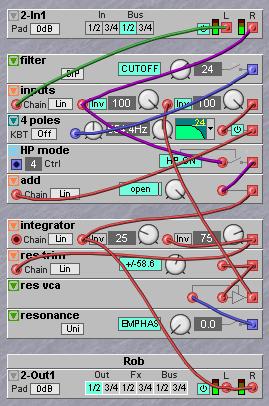 2-In1 In Bus L R
Pad 0dB 1/2 3/4 1/2 3/4
filter
BiP CUTOFF 24
inputs
Chain Lin Inv 100 Inv 100
4 poles 24
KBT Off
HP mode
4 Ctrl HP ON
add
Chain Lin open
integrator
Chain Lin Inv 25 Inv 75
res trim
Chain Lin +/-58.6
res vca
resonance
Uni EMPHAS 0.0
Rob
2-Out1 Out Fx Bus L R
Pad 0dB 1/2 3/4 1/2 3/4 1/2 3/4